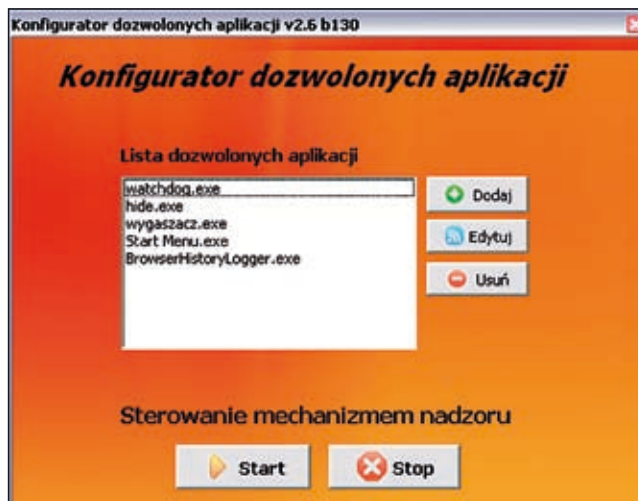 Konfigurator dozwolonych aplikacji v2.6 b130
Konfigurator dozwolonych aplikacji
Lista dozwolonych aplikacji
watchdog.exe
hide.exe
wygaszacz.exe
Start Menu.exe
BrowserHistoryLogger.exe
Dodaj
Edytuj
Usuń
Sterowanie mechanizmem nadzoru
Start
Stop